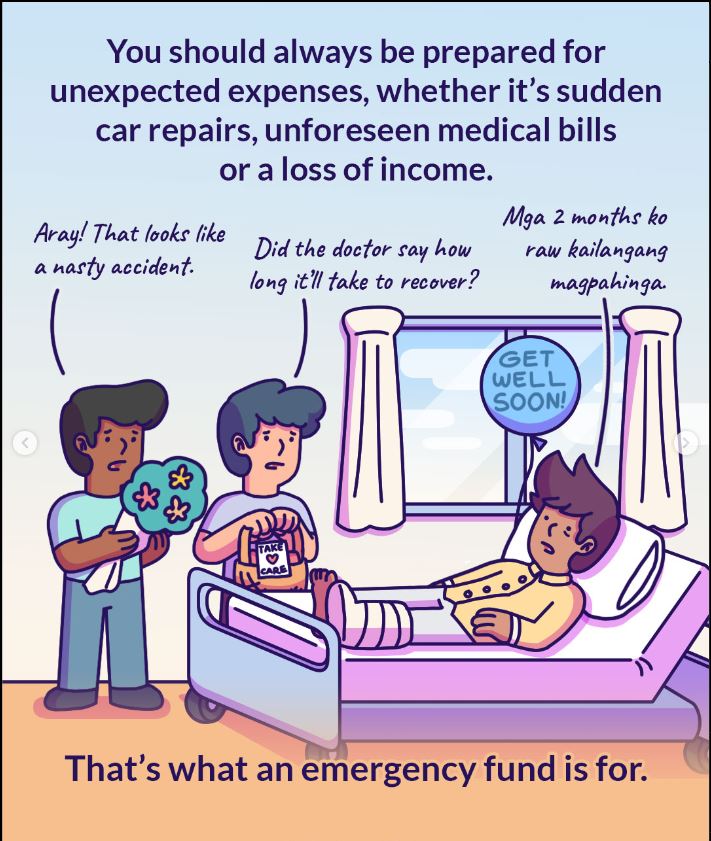 You should always be prepared for
unexpected expenses, whether it’s sudden
car repairs, unforeseen medical bills
or a loss of income.
Aray! That looks like
a nasty accident.
Did the doctor say how
long it’ll take to recover?
Mga 2 months ko
raw kailangang
magpahinga.
GET
WELL
SOON!
TAKE
CARE
That’s what an emergency fund is for.